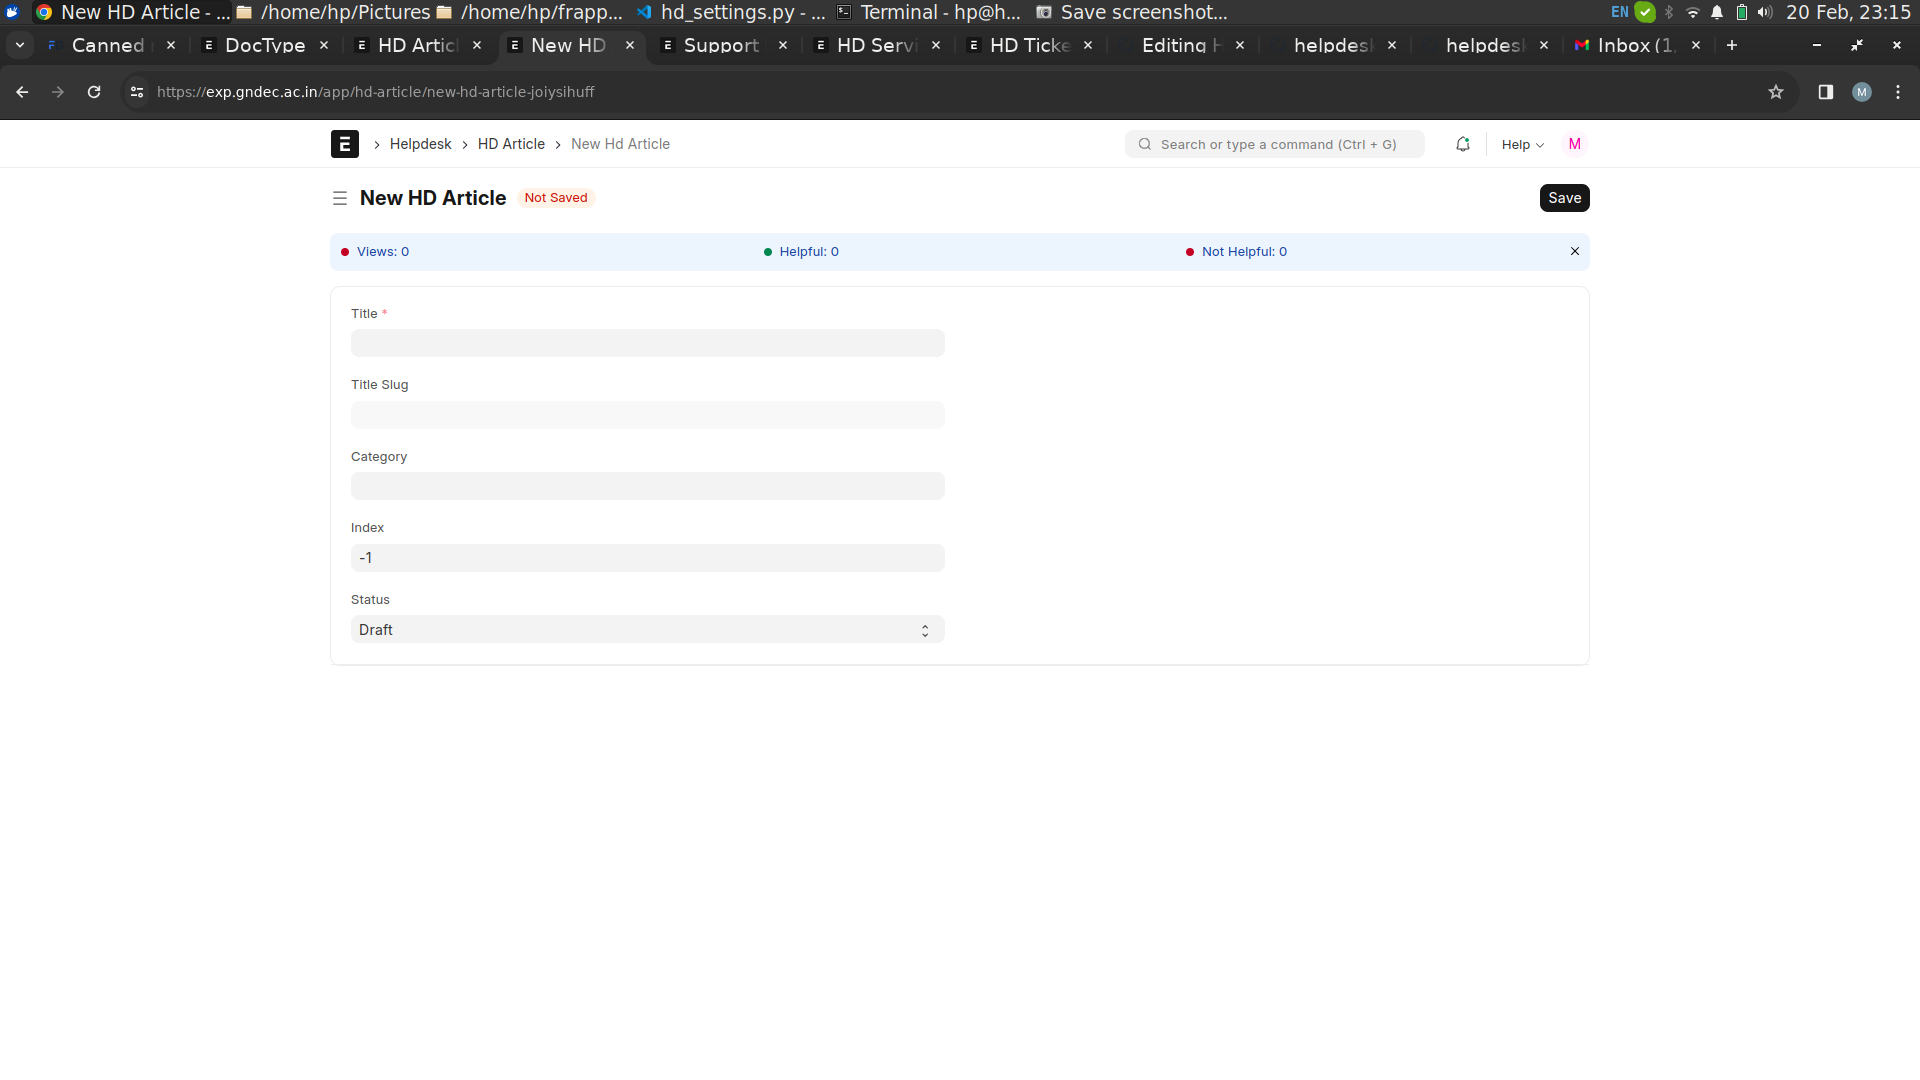 New HD Article - ... /home/hp/Pictures /home/hp/frapp... hd_settings.py - ... Terminal - hp@h... Save screenshot... EN 20 Feb, 23:15
Canned DocType HD Artic New HD Support HD Servi HD Ticke Editing H helpdes helpdes Inbox (1,
https://exp.gndec.ac.in/app/hd-article/new-hd-article-joiysihuff M
Helpdesk HD Article New Hd Article Search or type a command (Ctrl + G) Help M
New HD Article Not Saved Save
Views: 0 Helpful: 0 Not Helpful: 0
Title *
Title Slug
Category
Index
-1
Status
Draft